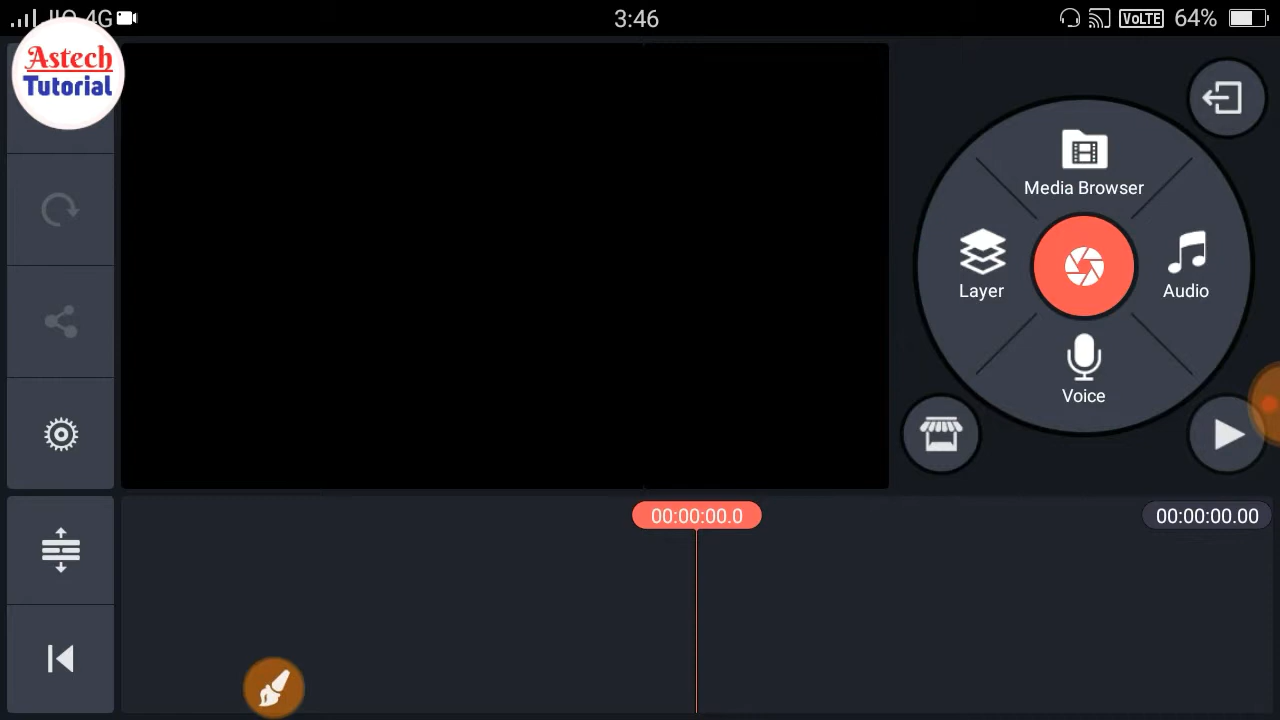 4G
3:46
VoLTE
64%
Astech
Tutorial
Media Browser
Layer
Audio
Voice
00:00:00.0
00:00:00.00